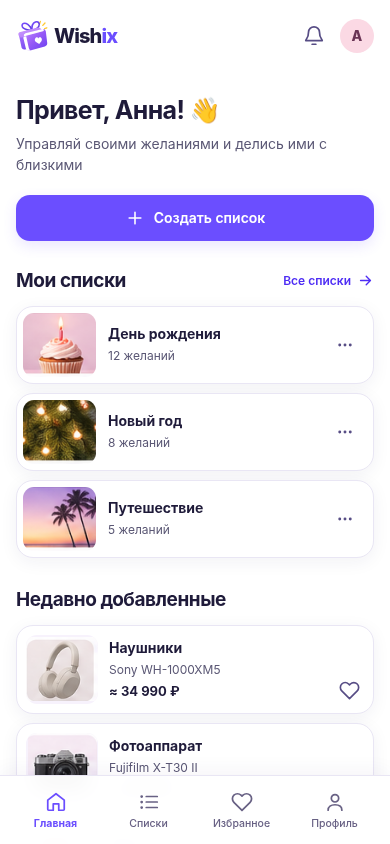 Wishix
A
Привет, Анна! 👋
Управляй своими желаниями и делись ими с
близкими
Создать список
Мои списки
Все списки →
День рождения
12 желаний
Новый год
8 желаний
Путешествие
5 желаний
Недавно добавленные
Наушники
Sony WH-1000XM5
≈ 34 990 ₽
Фотоаппарат
Fujifilm X-T30 II
Главная
Списки
Избранное
Профиль